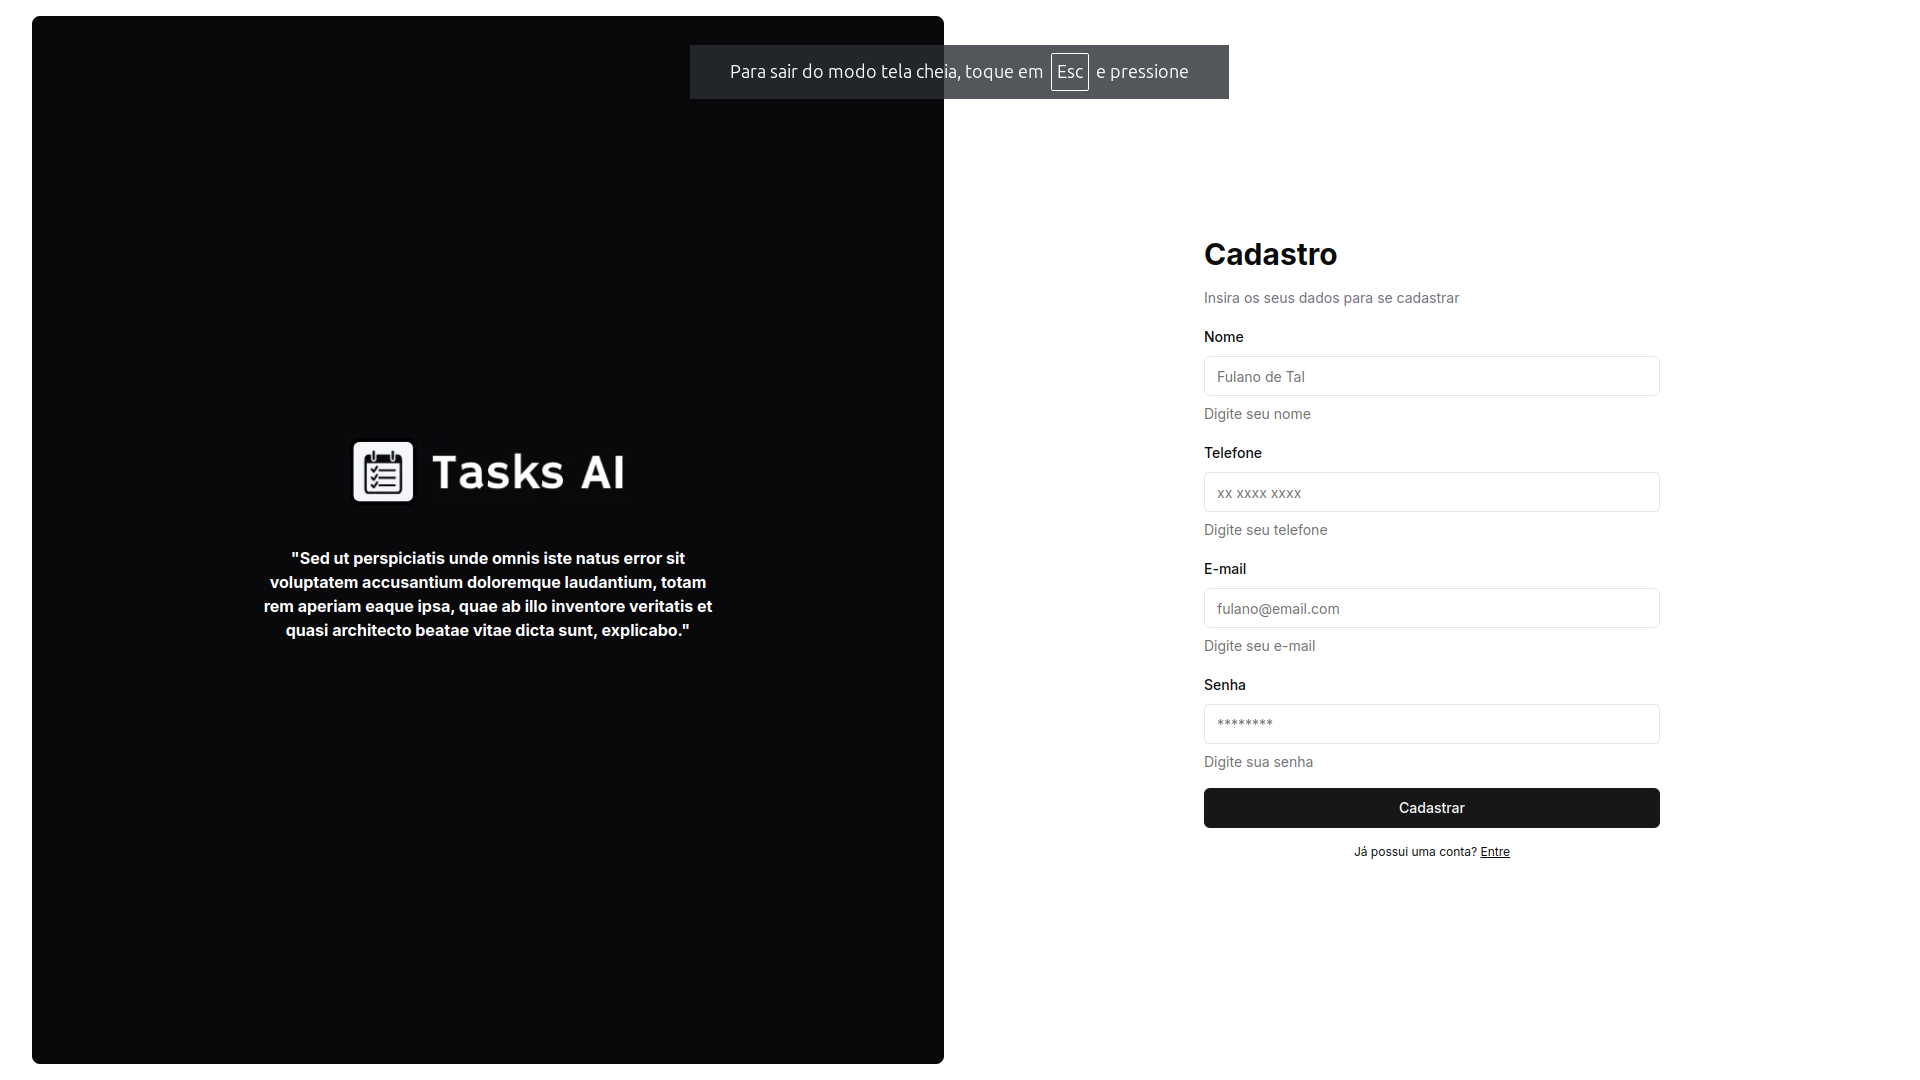 Para sair do modo tela cheia, toque em Esc e pressione
Tasks AI
"Sed ut perspiciatis unde omnis iste natus error sit
voluptatem accusantium doloremque laudantium, totam
rem aperiam eaque ipsa, quae ab illo inventore veritatis et
quasi architecto beatae vitae dicta sunt, explicabo."
Cadastro
Insira os seus dados para se cadastrar
Nome
Fulano de Tal
Digite seu nome
Telefone
xx xxxx xxxx
Digite seu telefone
E-mail
fulano@email.com
Digite seu e-mail
Senha
********
Digite sua senha
Cadastrar
Já possui uma conta? Entre